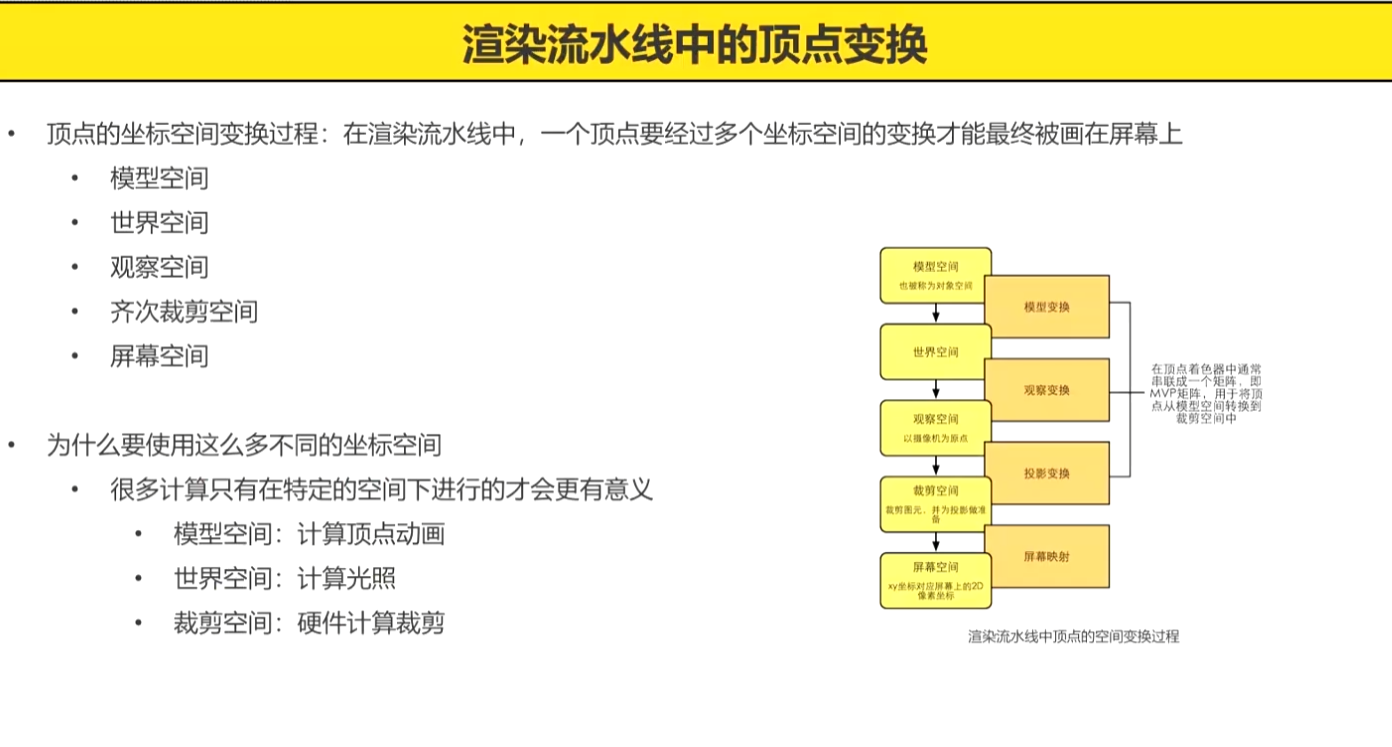 渲染流水线中的顶点变换
• 顶点的坐标空间变换过程：在渲染流水线中，一个顶点要经过多个坐标空间的变换才能最终被画在屏幕上
• 模型空间
• 世界空间
• 观察空间
• 齐次裁剪空间
• 屏幕空间
• 为什么要使用这么多不同的坐标空间
• 很多计算只有在特定的空间下进行的才会更有意义
• 模型空间：计算顶点动画
• 世界空间：计算光照
• 裁剪空间：硬件计算裁剪
模型空间
也被称为对象空间
模型变换
世界空间
观察变换
观察空间
以摄像机为原点
投影变换
裁剪空间
裁剪图元，并为投影做准
备
屏幕映射
屏幕空间
xy坐标对应屏幕上的2D
像素坐标
在顶点着色器中通常
串联成一个矩阵，即
MVP矩阵，用于将顶
点从模型空间转换到
裁剪空间中
渲染流水线中顶点的空间变换过程